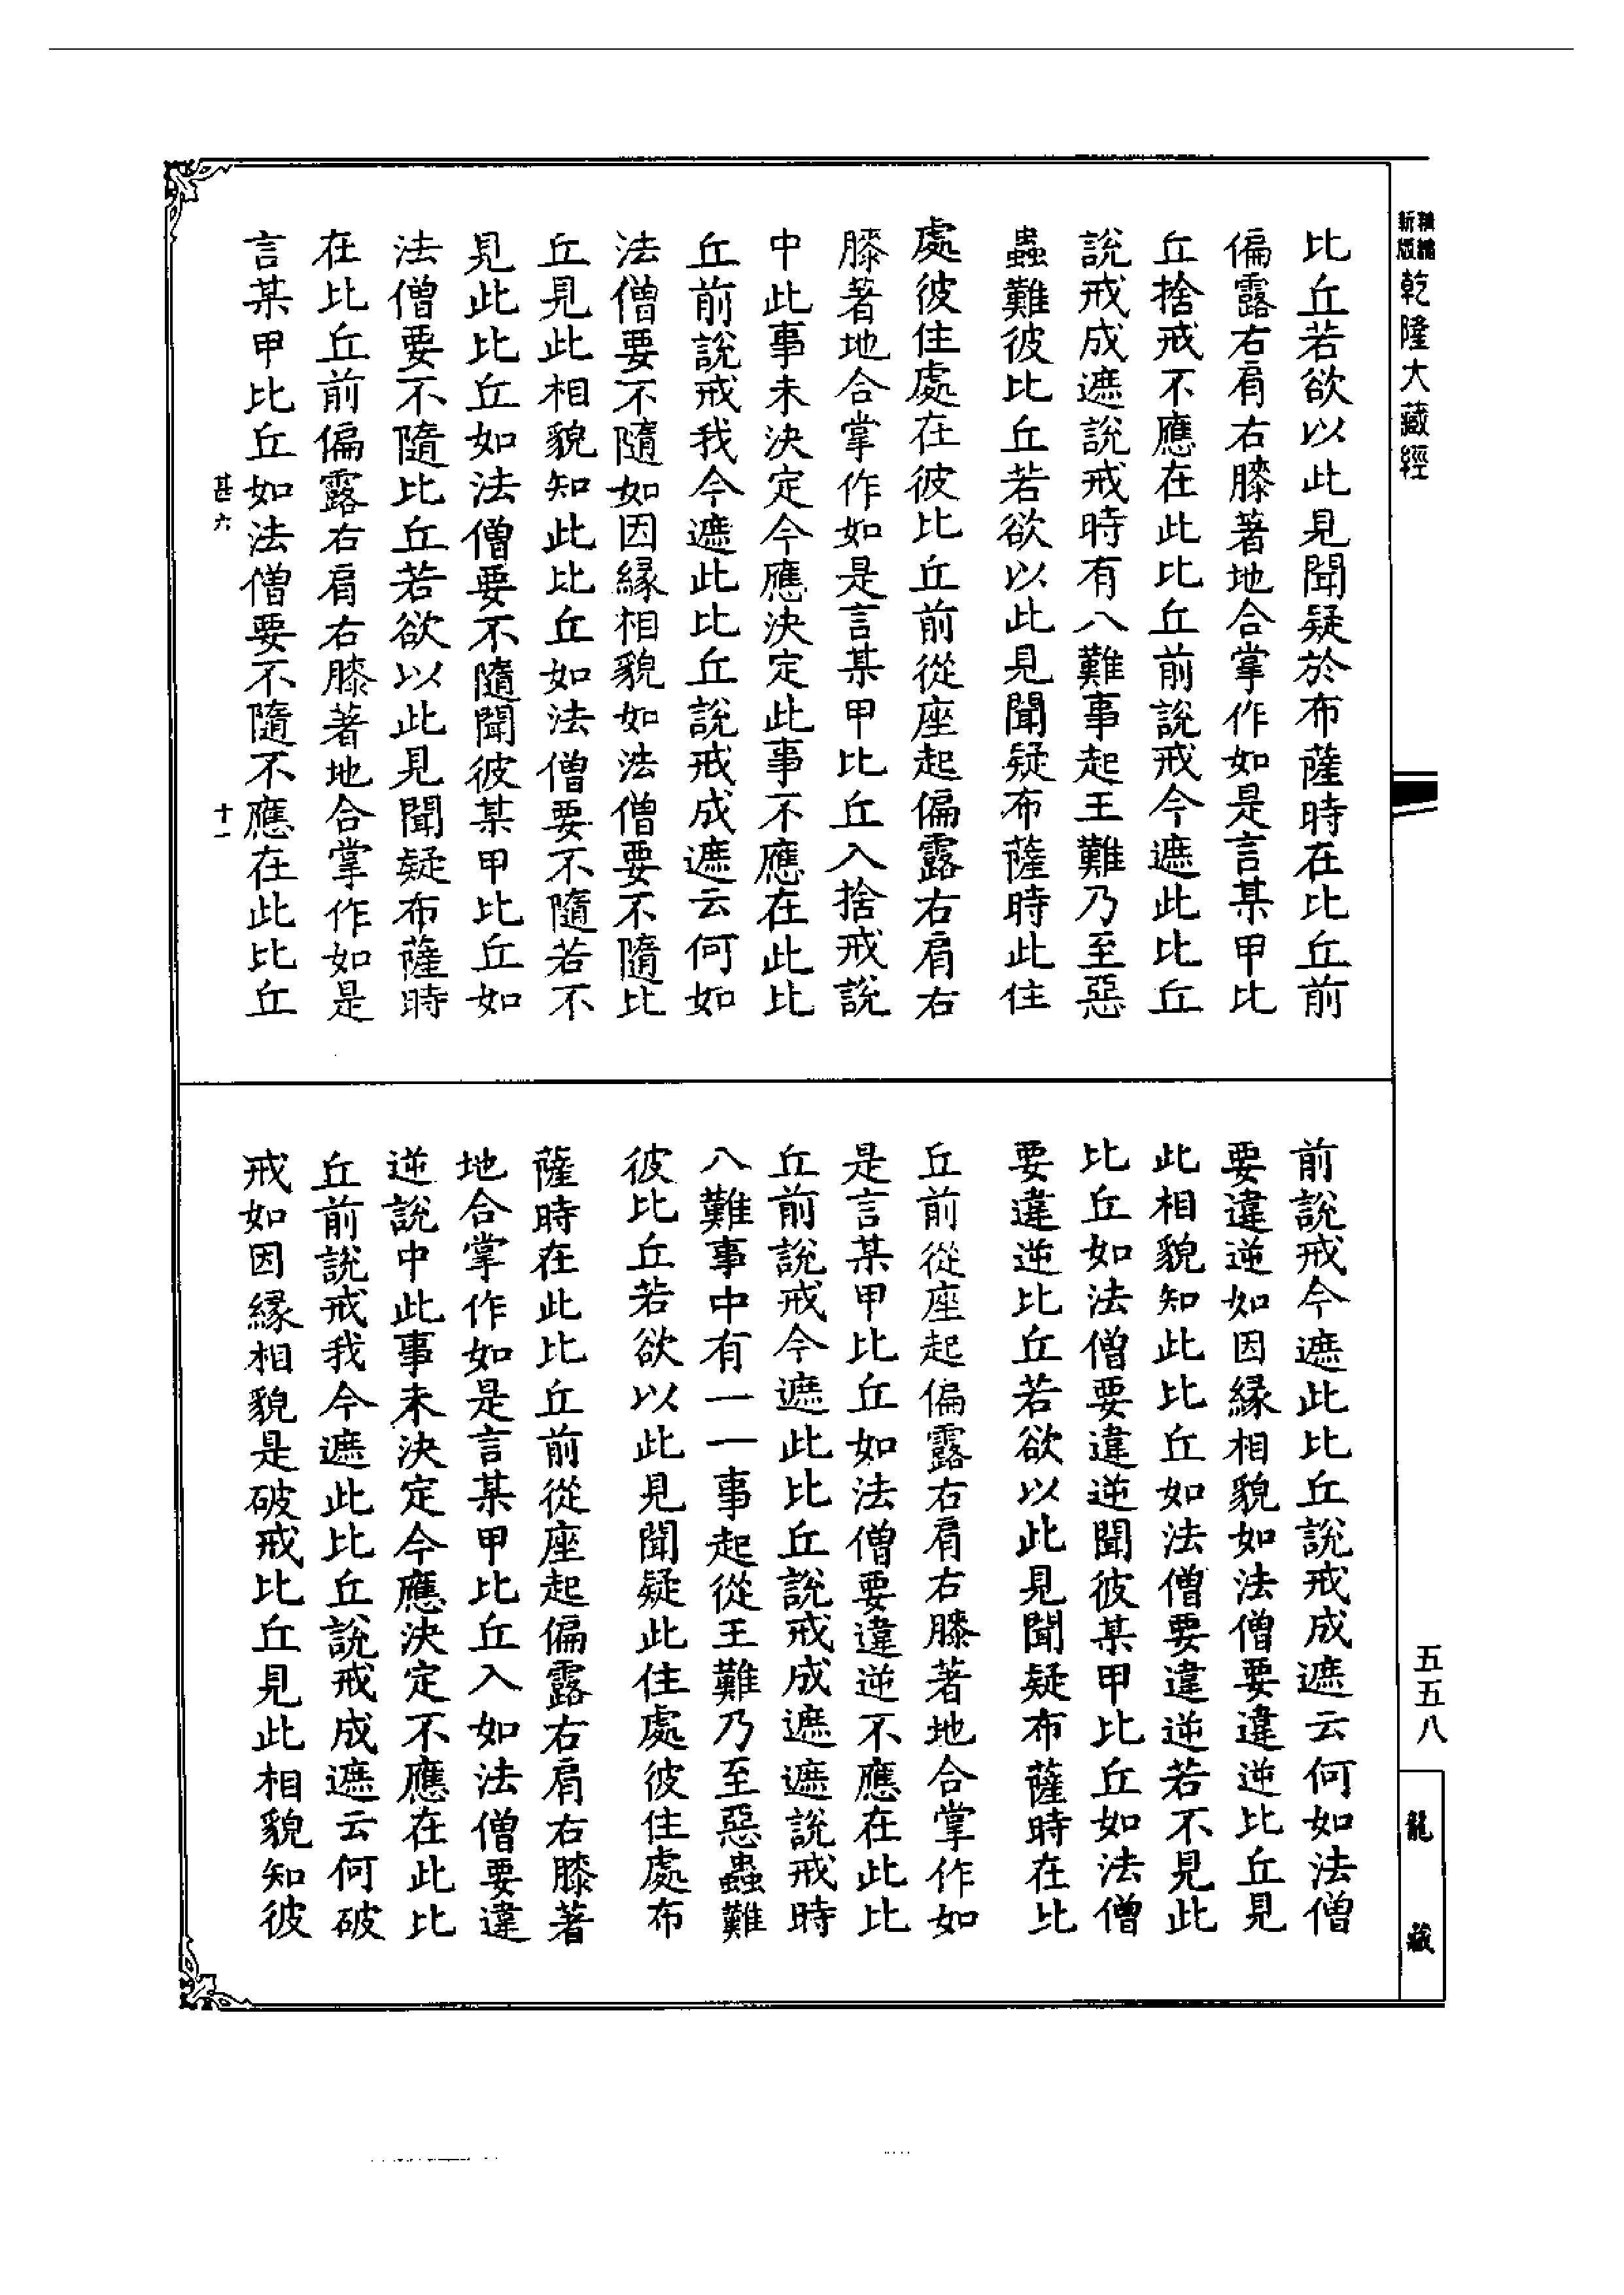 精縮
新版
乾隆大藏經
比丘若欲以此見聞疑於布薩時在比丘前
偏露右肩右膝著地合掌作如是言某甲比
丘捨戒不應在此比丘前說戒今遮此比丘
說戒成遮說戒時有八難事起王難乃至惡
蟲難彼比丘若欲以此見聞疑布薩時此住
處彼住處在彼比丘前從座起偏露右肩右
膝著地合掌作如是言某甲比丘入捨戒說
中此事未決定今應決定此事不應在此比
丘前說戒我今遮此比丘說戒成遮云何如
法僧要不隨如因緣相貌如法僧要不隨比
丘見此相貌知此比丘如法僧要不隨若不
見此比丘如法僧要不隨聞彼某甲比丘如
法僧要不隨比丘若欲以此見聞疑布薩時
在比丘前偏露右肩右膝著地合掌作如是
言某甲比丘如法僧要不隨不應在此比丘
甚六
十一
前說戒今遮此比丘說戒成遮云何如法僧
要違逆如因緣相貌如法僧要違逆比丘見
此相貌知此比丘如法僧要違逆若不見此
比丘如法僧要違逆聞彼某甲比丘如法僧
要違逆比丘若欲以此見聞疑布薩時在比
丘前從座起偏露右肩右膝著地合掌作如
是言某甲比丘如法僧要違逆不應在此比
丘前說戒今遮此比丘說戒成遮遮說戒時
八難事中有一一事起從王難乃至惡蟲難
彼比丘若欲以此見聞疑此住處彼住處布
薩時在此比丘前從座起偏露右肩右膝著
地合掌作如是言某甲比丘入如法僧要違
逆說中此事未決定今應決定不應在此比
丘前說戒我今遮此比丘說戒成遮云何破
戒如因緣相貌是破戒比丘見此相貌知彼
五五八
龍藏